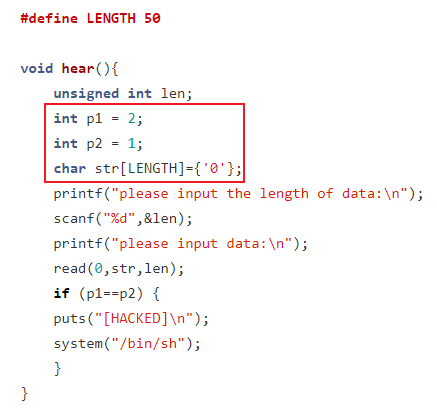 #define LENGTH 50
void hear(){
unsigned int len;
int p1 = 2;
int p2 = 1;
char str[LENGTH]={'0'};
printf("please input the length of data:\n");
scanf("%d",&len);
printf("please input data:\n");
read(0,str,len);
if (p1==p2) {
puts("[HACKED]\n");
system("/bin/sh");
}
}